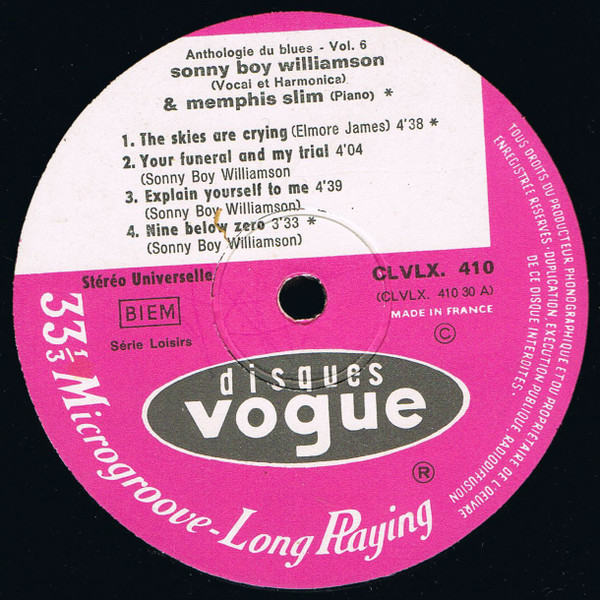 Anthologie du blues - Vol. 6
sonny boy williamson
(Vocal et Harmonica)
& memphis slim (Piano) *
1. The skies are crying (Elmore James) 4'38 *
2. Your funeral and my trial 4'04
(Sonny Boy Williamson
3. Explain yourself to me 4'39
(Sonny Boy Williamson)
4. Nine below zero 3'33 *
(Sonny Boy Williamson)
Stéréo Universelle
BIEM
Série Loisirs
CLVLX. 410
(CLVLX. 410 30 A)
MADE IN FRANCE
©
disques
vogue
®
33 1/3 Microgroove - Long Playing
TOUS DROITS DU PRODUCTEUR PHONOGRAPHIQUE ET DU PROPRIETAIRE DE L'OEUVRE
ENREGISTREE RESERVES. DUPLICATION, EXECUTION PUBLIQUE RADIODIFFUSION
DE CE DISQUE INTERDITES.